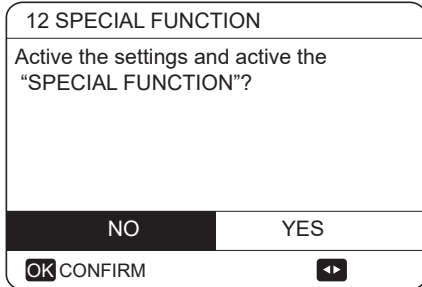 12 SPECIAL FUNCTION
Active the settings and active the
“SPECIAL FUNCTION”?
NO YES
OK CONFIRM